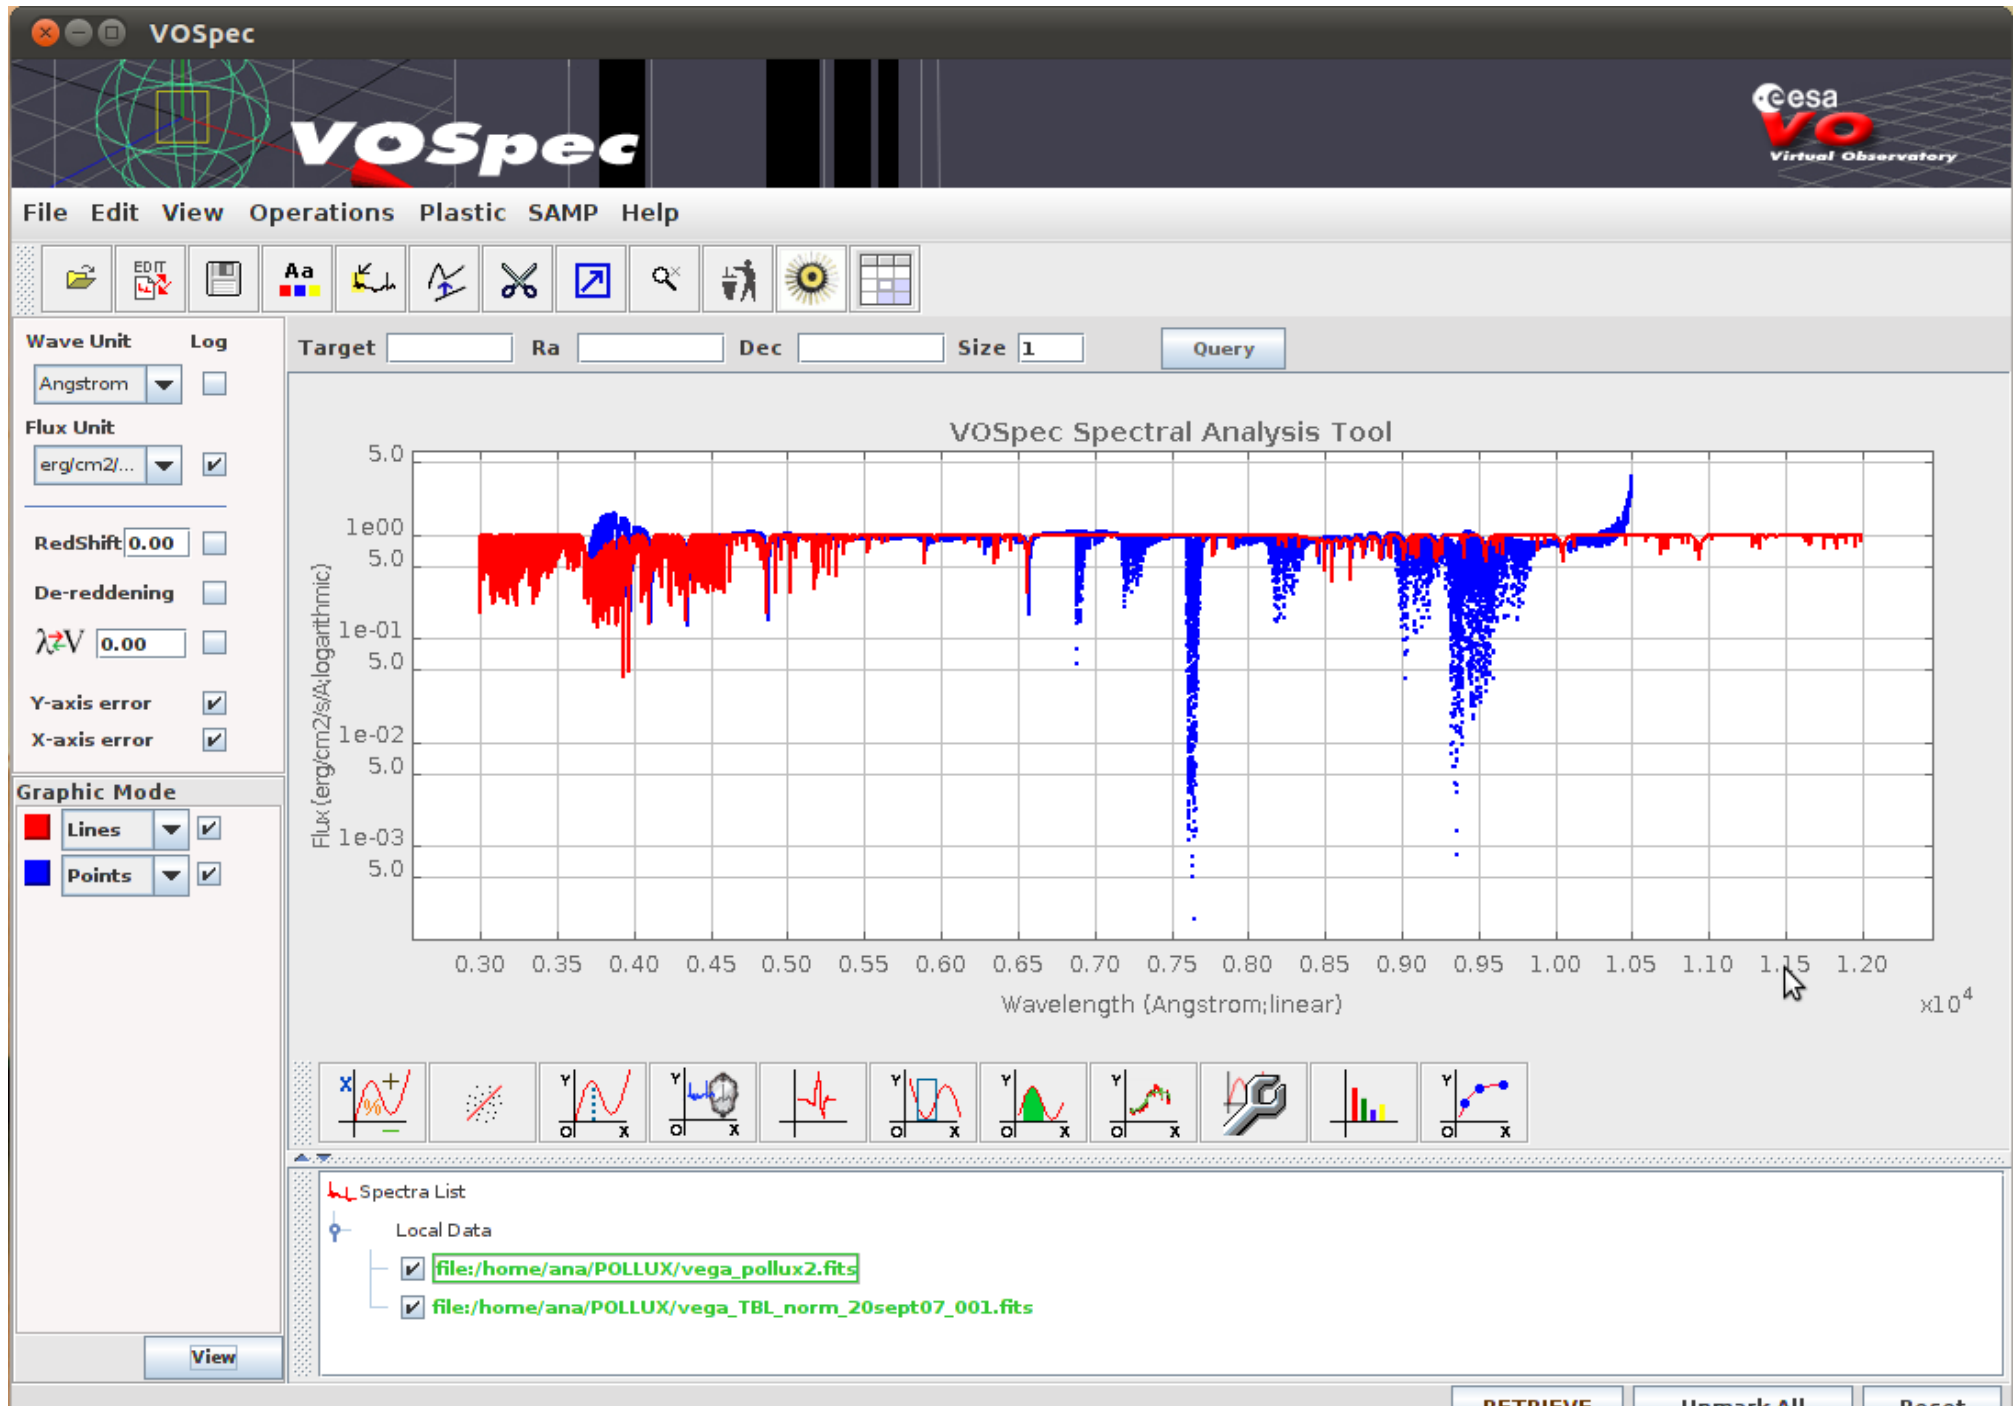 VOSpec
VOSpec
eesa
VO
Virtual Observatory
File Edit View Operations Plastic SAMP Help
EDIT
Aa
Wave Unit Log
Target Ra Dec Size 1 Query
Angstrom
Flux Unit
erg/cm2/...
RedShift 0.00
De-reddening
λ⇄V 0.00
Y-axis error
X-axis error
Graphic Mode
Lines
Points
View
VOSpec Spectral Analysis Tool
5.0
1e00
5.0
1e-01
5.0
1e-02
5.0
1e-03
5.0
Flux (erg/cm2/s/A;logarithmic)
0.30 0.35 0.40 0.45 0.50 0.55 0.60 0.65 0.70 0.75 0.80 0.85 0.90 0.95 1.00 1.05 1.10 1.15 1.20
Wavelength (Angstrom;linear)
x10⁴
X + % −
Y O X
Y O X
Y O X
Y O X
Y O X
Y O X
Spectra List
Local Data
file:/home/ana/POLLUX/vega_pollux2.fits
file:/home/ana/POLLUX/vega_TBL_norm_20sept07_001.fits
RETRIEVE Unmark All Reset